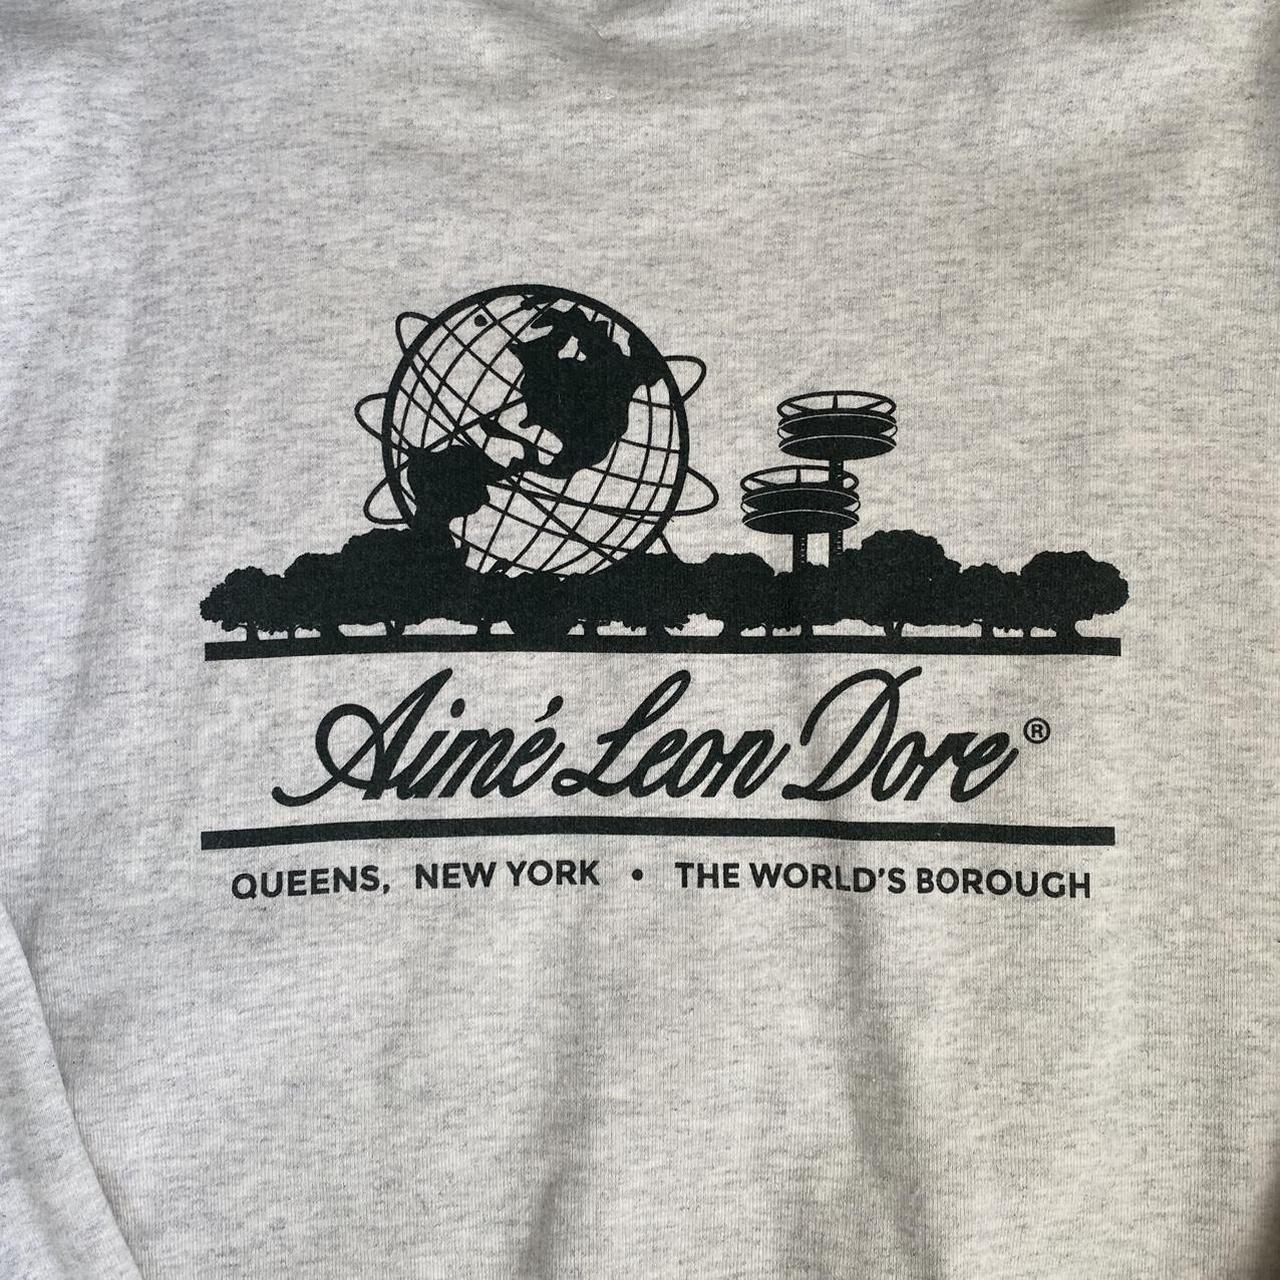 Aimé Leon Dore®
QUEENS, NEW YORK • THE WORLD'S BOROUGH